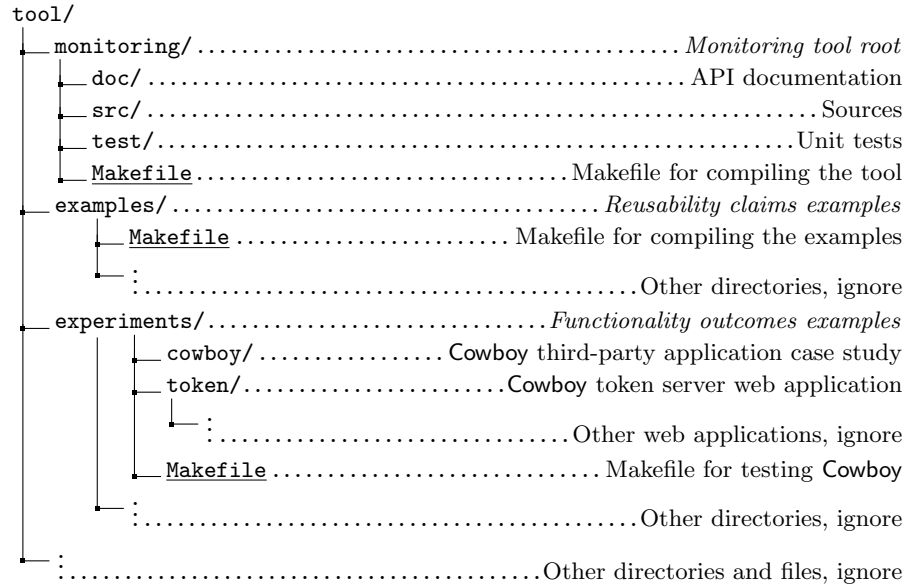 tool/
monitoring/................................................Monitoring tool root
doc/......................................................API documentation
src/...................................................................Sources
test/................................................................Unit tests
Makefile.....................................Makefile for compiling the tool
examples/...........................................Reusability claims examples
Makefile...........................Makefile for compiling the examples
⋮.................................................Other directories, ignore
experiments/..................................Functionality outcomes examples
cowboy/...................Cowboy third-party application case study
token/..........................Cowboy token server web application
⋮...................................Other web applications, ignore
Makefile.................................Makefile for testing Cowboy
⋮.................................................Other directories, ignore
⋮................................................Other directories and files, ignore